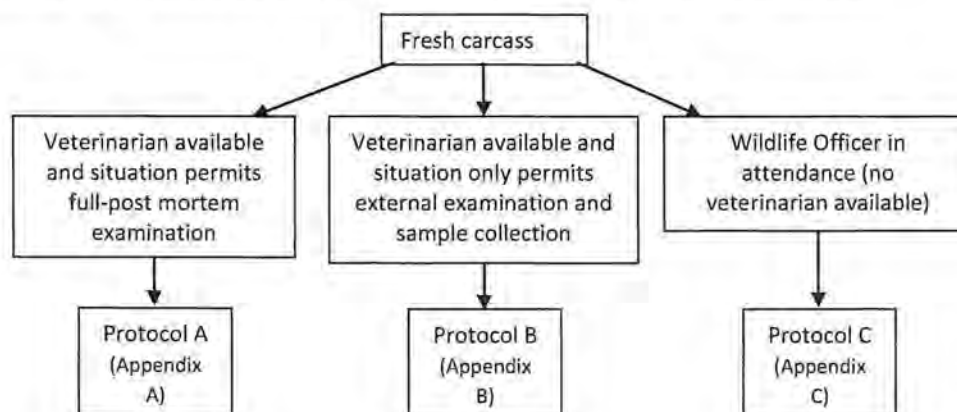 Fresh carcass
Veterinarian available
and situation permits
full-post mortem
examination
Veterinarian available and
situation only permits
external examination and
sample collection
Wildlife Officer in
attendance (no
veterinarian available)
Protocol A
(Appendix
A)
Protocol B
(Appendix
B)
Protocol C
(Appendix
C)